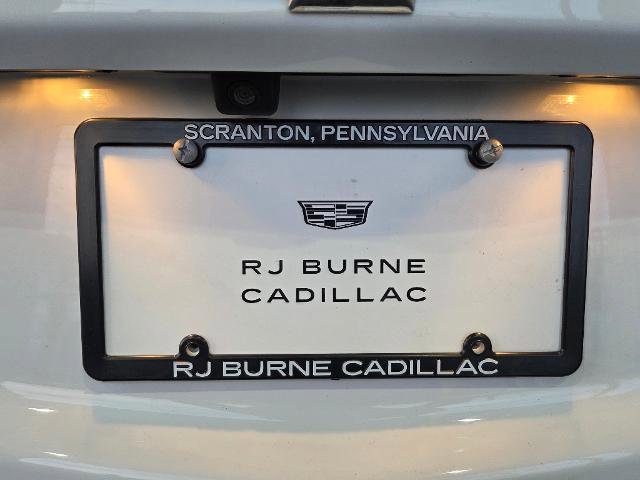 SCRANTON, PENNSYLVANIA
RJ BURNE
CADILLAC
RJ BURNE CADILLAC